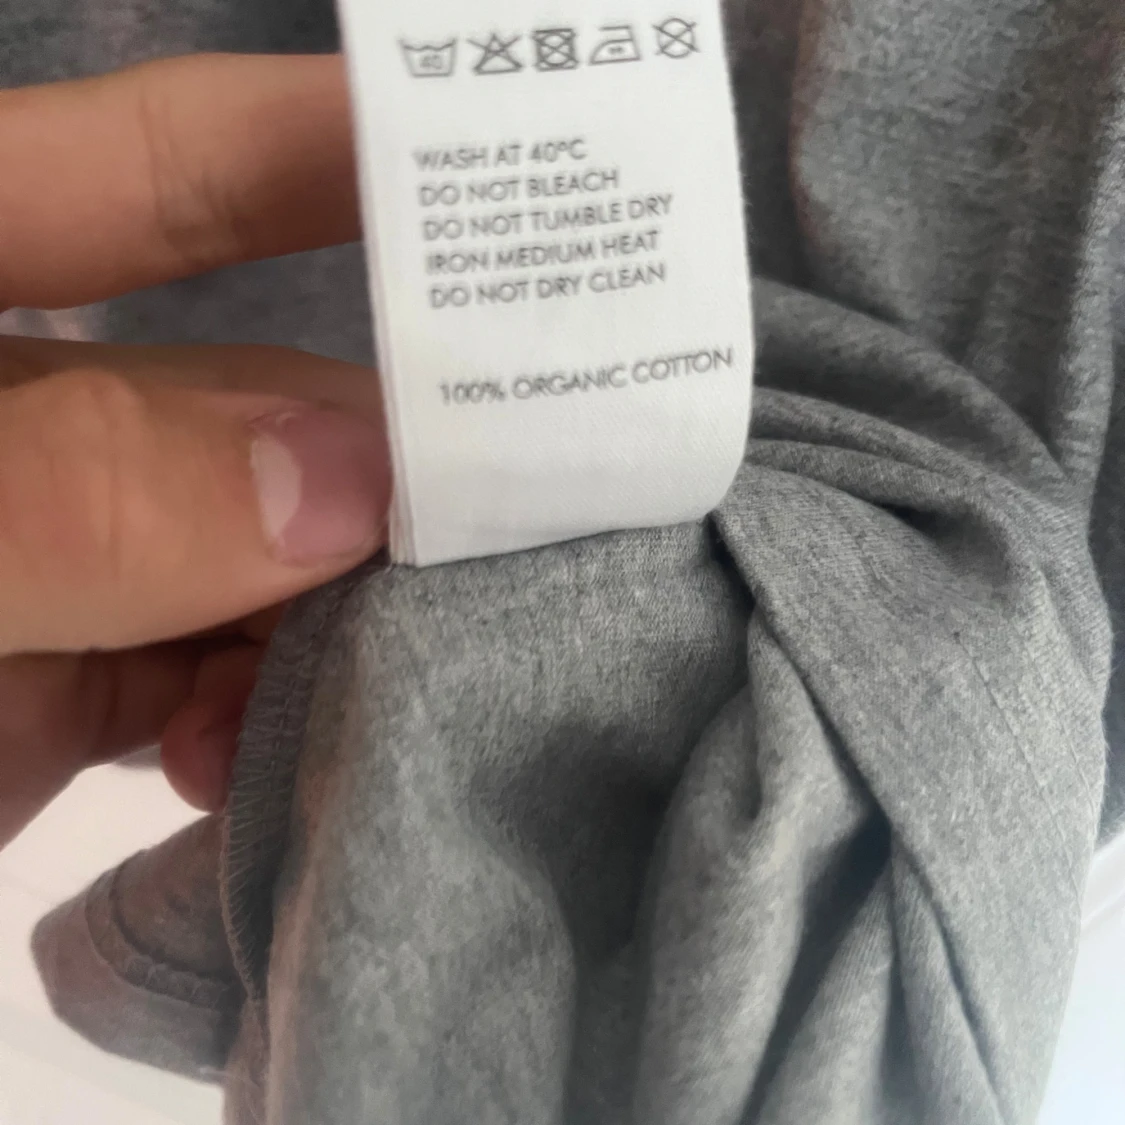 40
WASH AT 40°C
DO NOT BLEACH
DO NOT TUMBLE DRY
IRON MEDIUM HEAT
DO NOT DRY CLEAN
100% ORGANIC COTTON